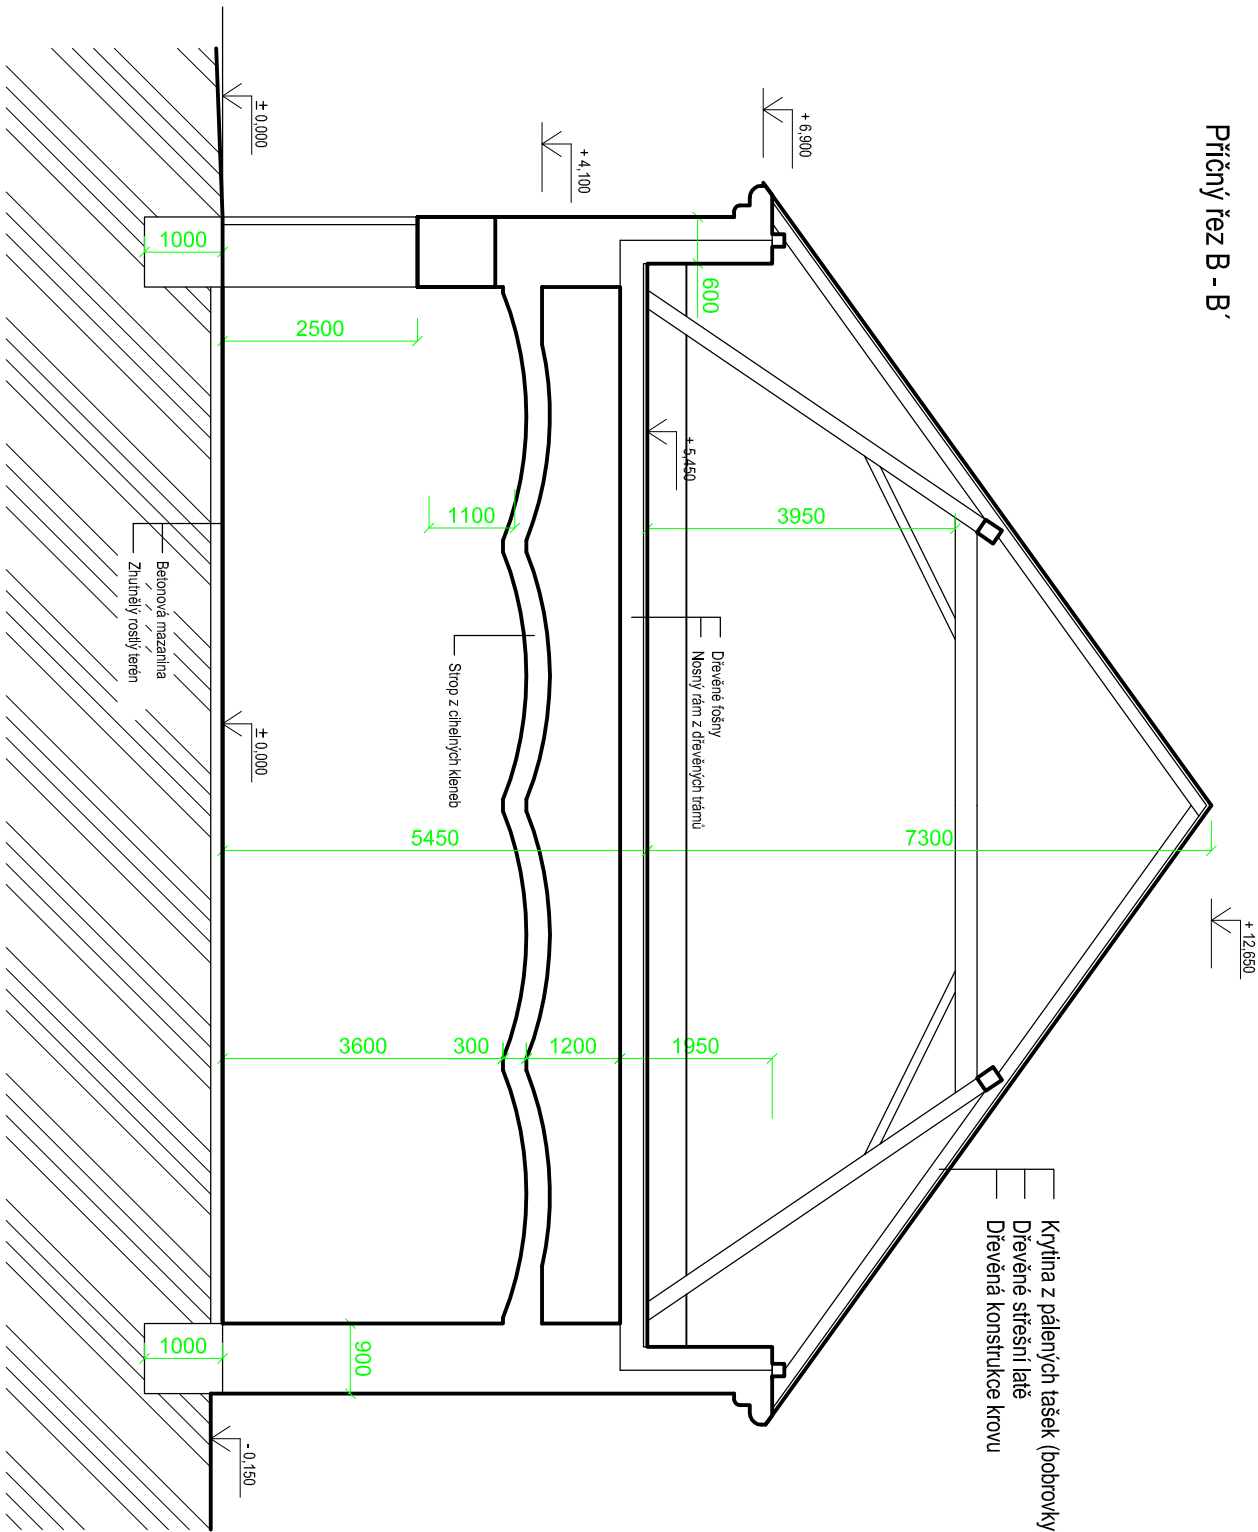 Příčný řez B - B´
+ 12,650
+ 6,900
+ 5,450
+ 4,100
± 0,000
± 0,000
- 0,150
Krytina z pálených tašek (bobrovky
Dřevěné střešní latě
Dřevěná konstrukce krovu
Dřevěné fošny
Nosný rám z dřevěných trámů
Strop z cihelných kleneb
Betonová mazanina
Zhutnělý rostlý terén
7300
3950
600
5450
1950
1200
300
3600
1100
2500
1000
900
1000